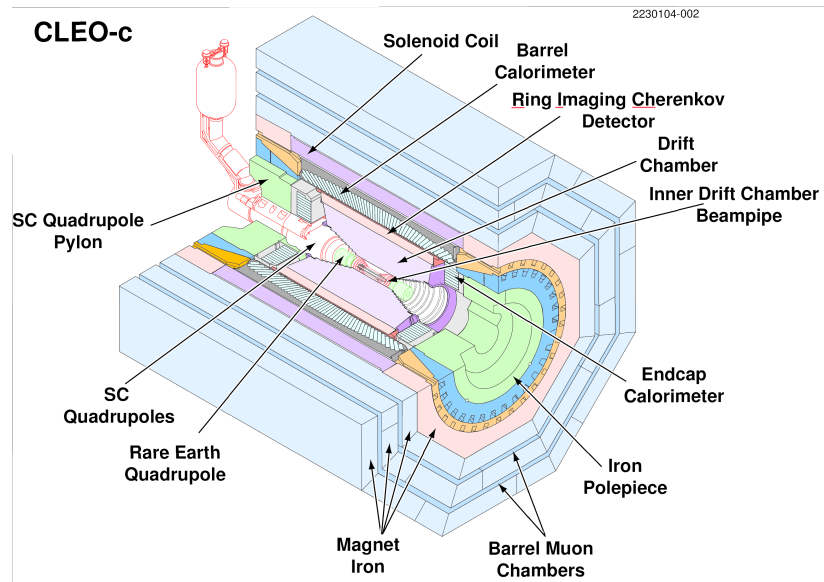 2230104-002
CLEO-c
Solenoid Coil
Barrel
Calorimeter
Ring Imaging Cherenkov
Detector
Drift
Chamber
Inner Drift Chamber
Beampipe
SC Quadrupole
Pylon
SC
Quadrupoles
Rare Earth
Quadrupole
Magnet
Iron
Barrel Muon
Chambers
Iron
Polepiece
Endcap
Calorimeter